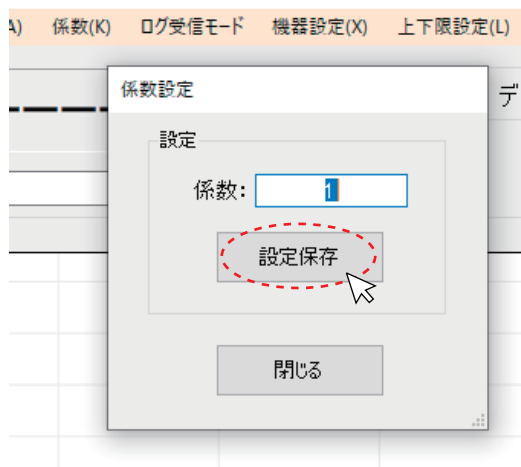 A) 係数(K) ログ受信モード 機器設定(X) 上下限設定(L)
係数設定
デ
設定
係数: 1
設定保存
閉じる